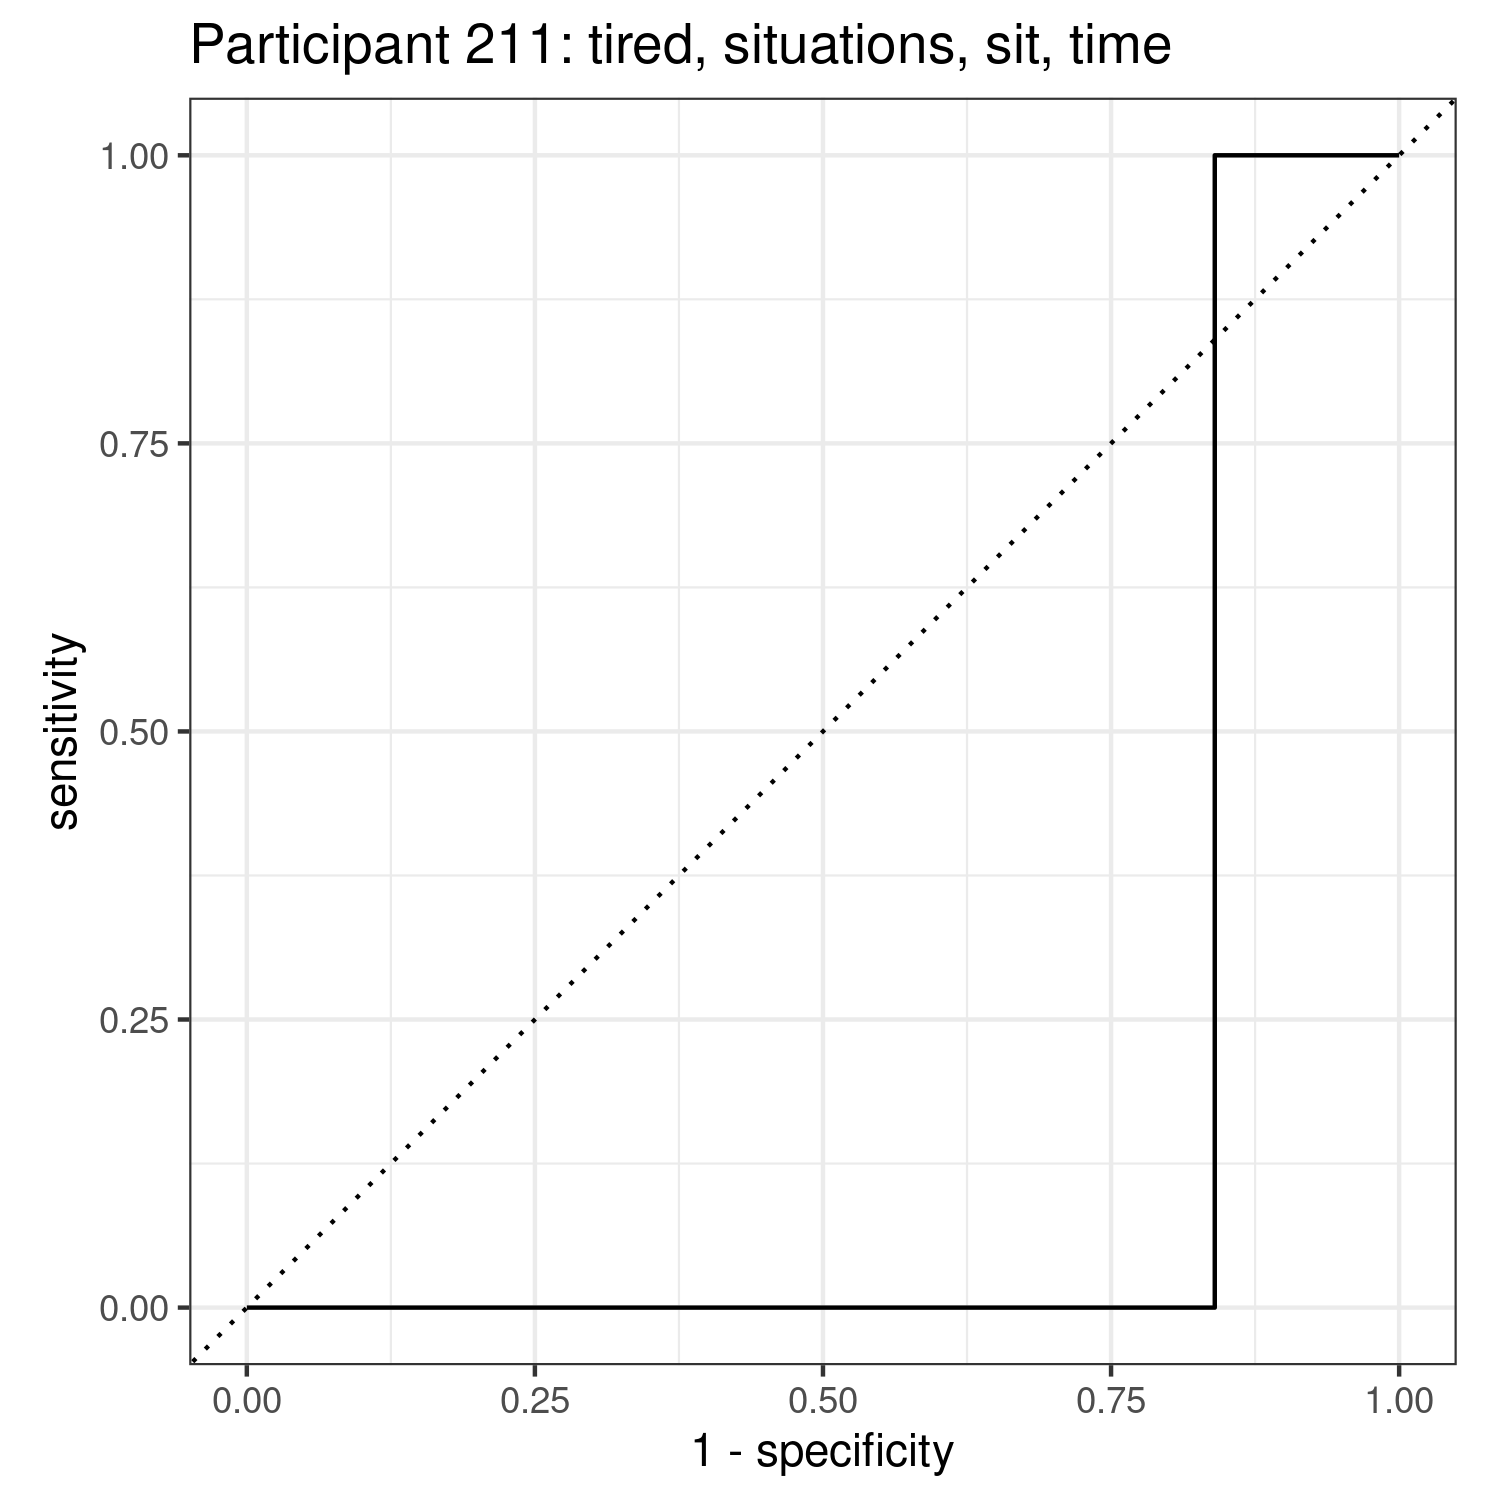 Participant 211: tired, situations, sit, time
1.00
0.75
0.50
0.25
0.00
sensitivity
0.00 0.25 0.50 0.75 1.00
1 - specificity